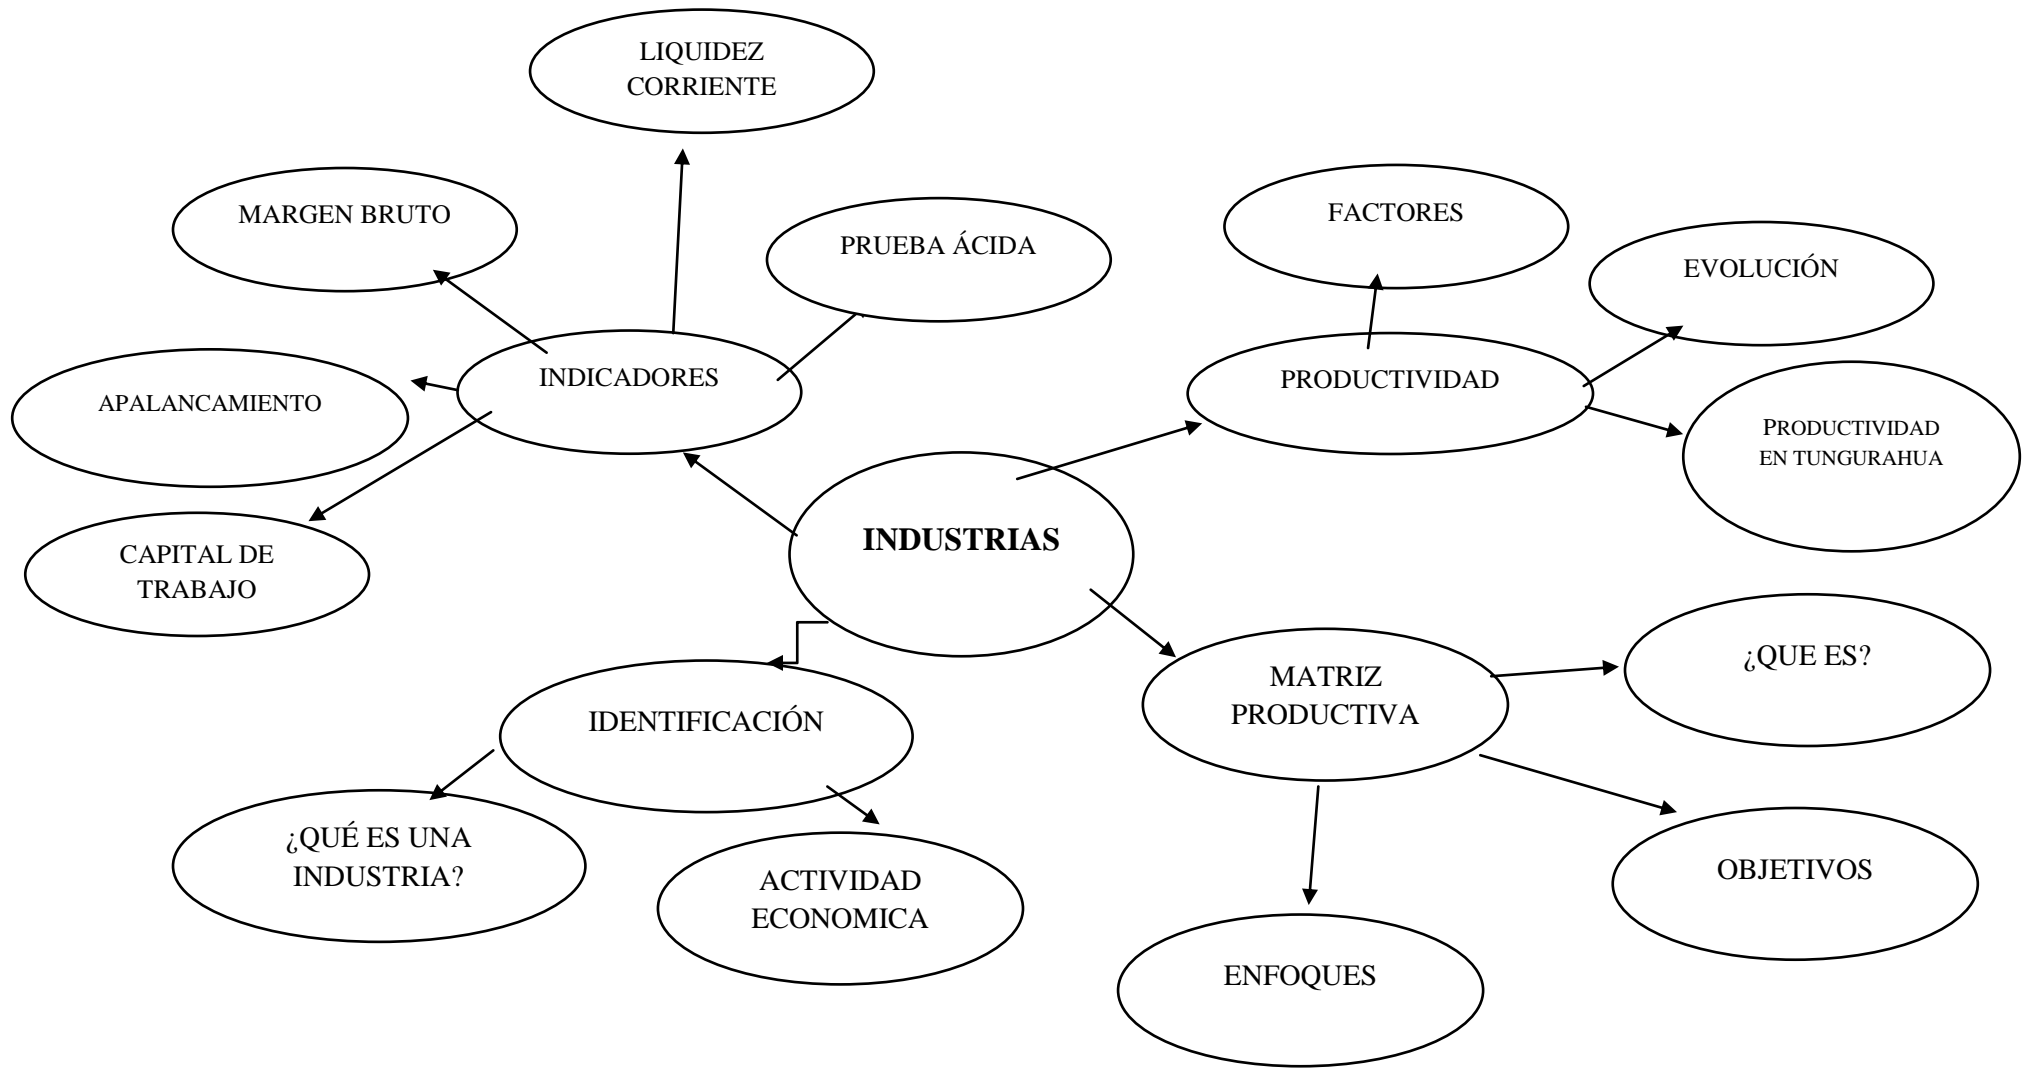 LIQUIDEZ
CORRIENTE
MARGEN BRUTO
PRUEBA ÁCIDA
FACTORES
EVOLUCIÓN
APALANCAMIENTO
INDICADORES
PRODUCTIVIDAD
PRODUCTIVIDAD
EN TUNGURAHUA
CAPITAL DE
TRABAJO
INDUSTRIAS
IDENTIFICACIÓN
MATRIZ
PRODUCTIVA
¿QUE ES?
¿QUÉ ES UNA
INDUSTRIA?
ACTIVIDAD
ECONOMICA
OBJETIVOS
ENFOQUES